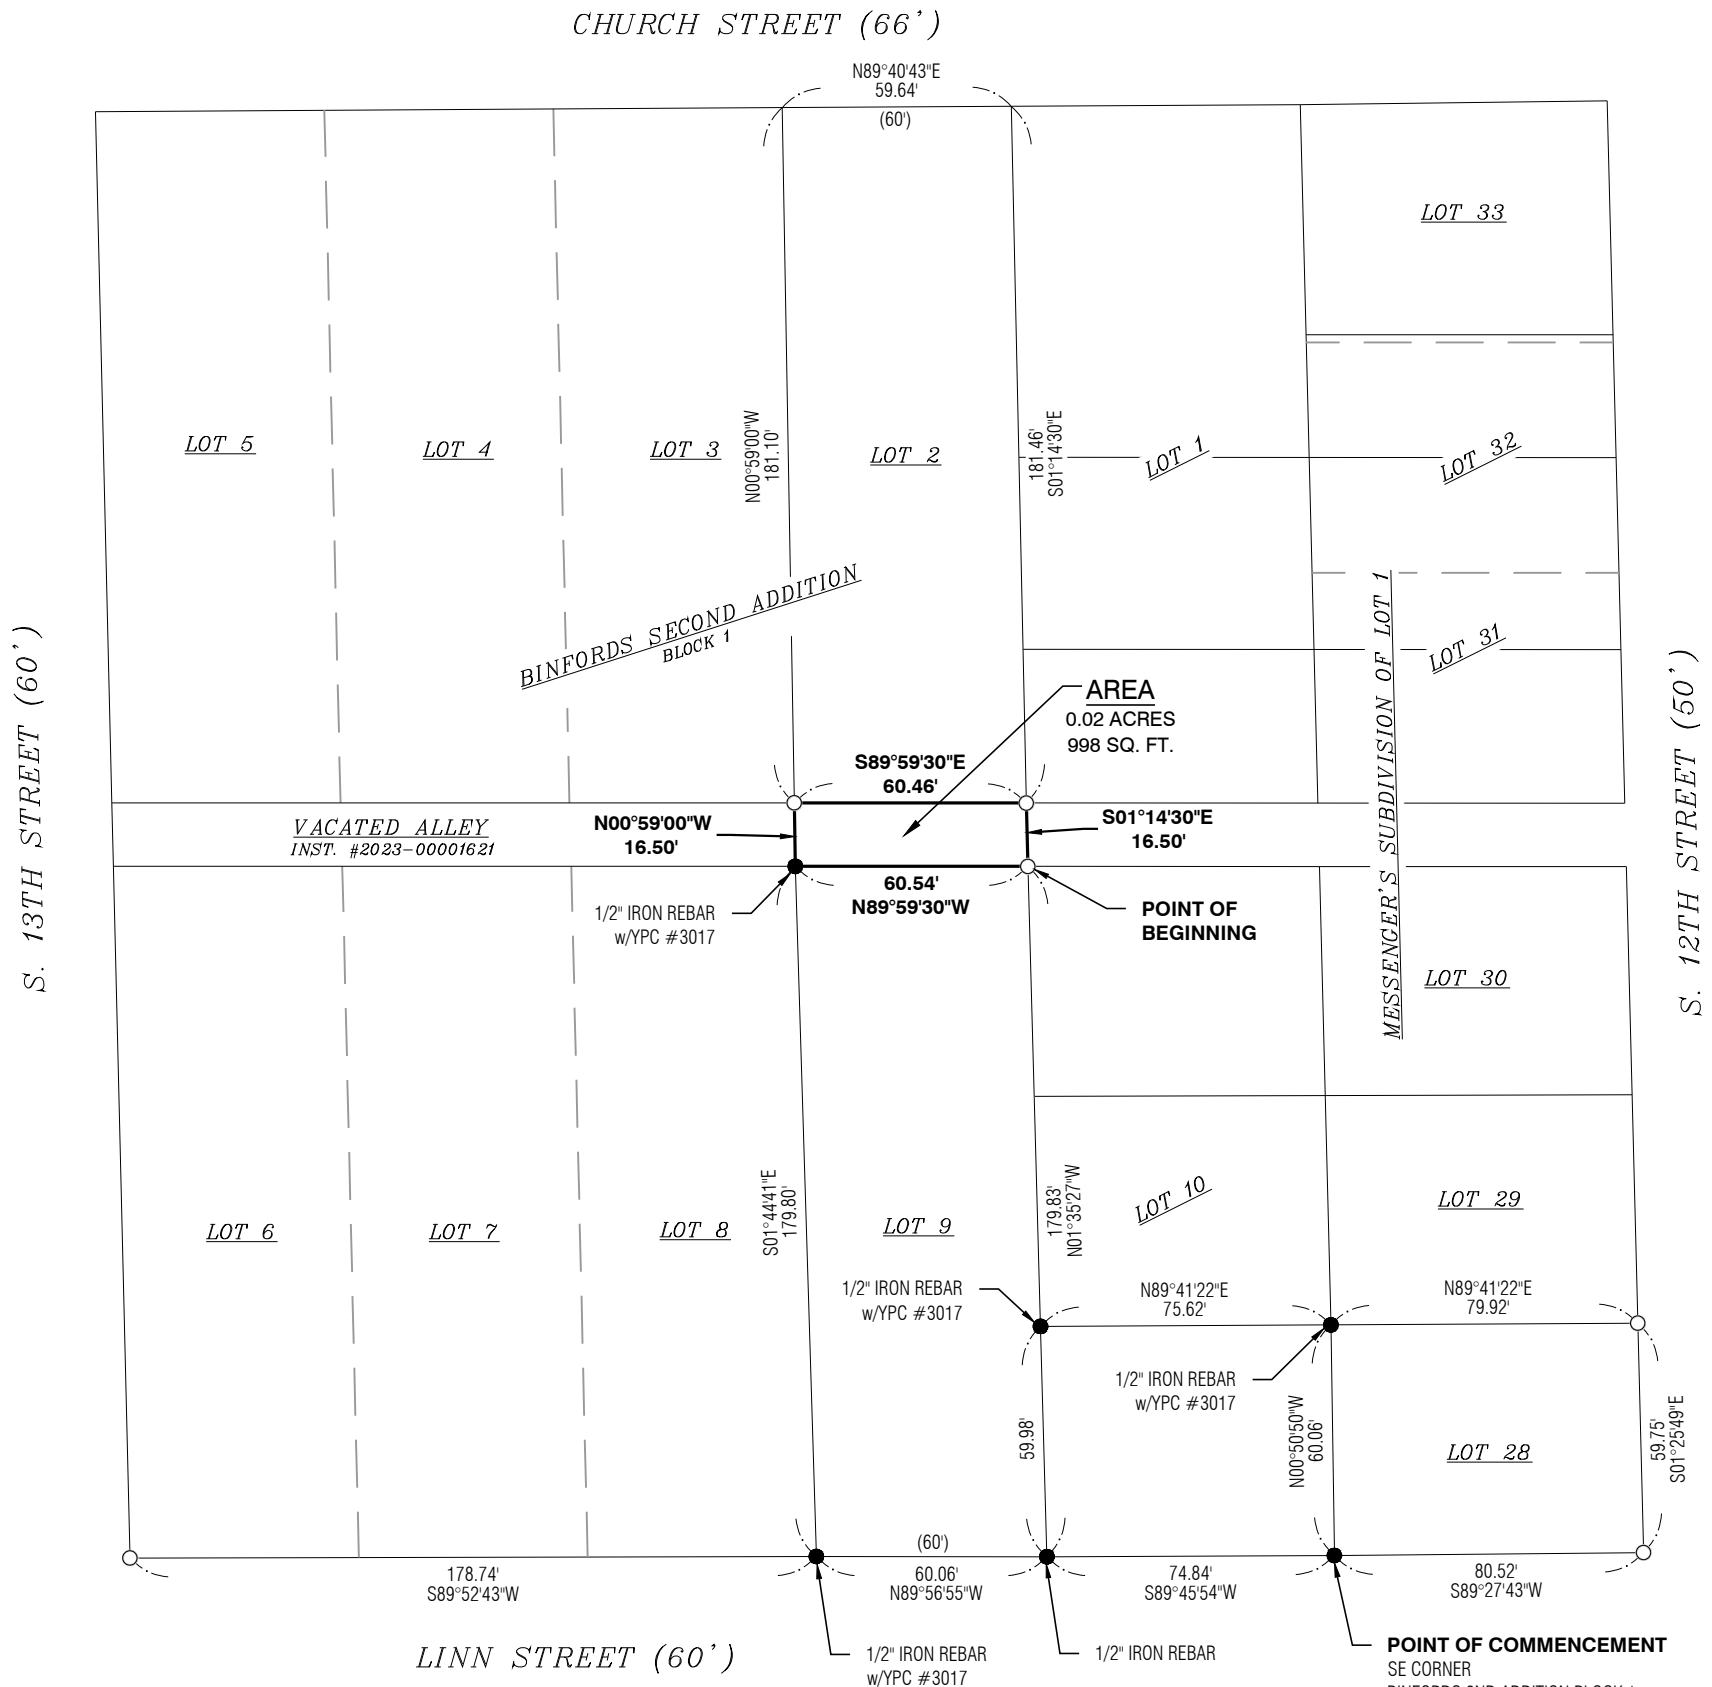 CHURCH STREET (66')
N89°40'43"E
59.64'
(60')
LOT 33
LOT 5
LOT 4
LOT 3
N00°59'00"W
181.10'
LOT 2
181.46'
S01°14'30"E
LOT 1
LOT 32
BINFORDS SECOND ADDITION
BLOCK 1
LOT 31
MESSENGER'S SUBDIVISION OF LOT 1
S. 13TH STREET (60')
S. 12TH STREET (50')
AREA
0.02 ACRES
998 SQ. FT.
S89°59'30"E
60.46'
VACATED ALLEY
INST. #2023-00001621
N00°59'00"W
16.50'
S01°14'30"E
16.50'
60.54'
N89°59'30"W
1/2" IRON REBAR
w/YPC #3017
POINT OF
BEGINNING
LOT 30
LOT 6
LOT 7
LOT 8
S01°44'41"E
179.80'
LOT 9
179.83'
N01°35'27"W
LOT 10
LOT 29
1/2" IRON REBAR
w/YPC #3017
N89°41'22"E
75.62'
N89°41'22"E
79.92'
1/2" IRON REBAR
w/YPC #3017
59.98'
N00°50'50"W
60.06'
LOT 28
59.75'
S01°25'49"E
178.74'
S89°52'43"W
(60')
60.06'
N89°56'55"W
74.84'
S89°45'54"W
80.52'
S89°27'43"W
LINN STREET (60')
1/2" IRON REBAR
w/YPC #3017
1/2" IRON REBAR
POINT OF COMMENCEMENT
SE CORNER